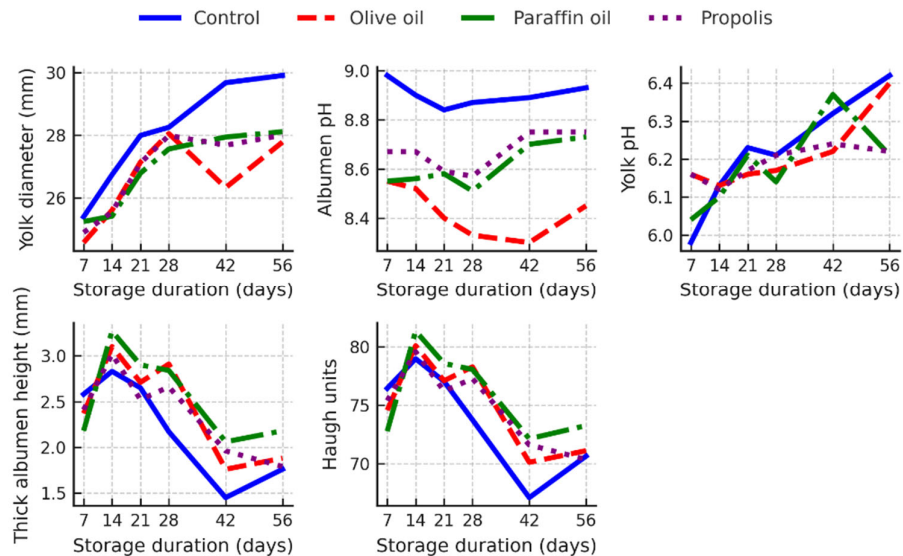 Control Olive oil Paraffin oil Propolis
Yolk diameter (mm)
30
28
26
7 14 21 28 42 56
Storage duration (days)
Albumen pH
9.0
8.8
8.6
8.4
7 14 21 28 42 56
Storage duration (days)
Yolk pH
6.4
6.3
6.2
6.1
6.0
7 14 21 28 42 56
Storage duration (days)
Thick albumen height (mm)
3.0
2.5
2.0
1.5
7 14 21 28 42 56
Storage duration (days)
Haugh units
80
75
70
7 14 21 28 42 56
Storage duration (days)